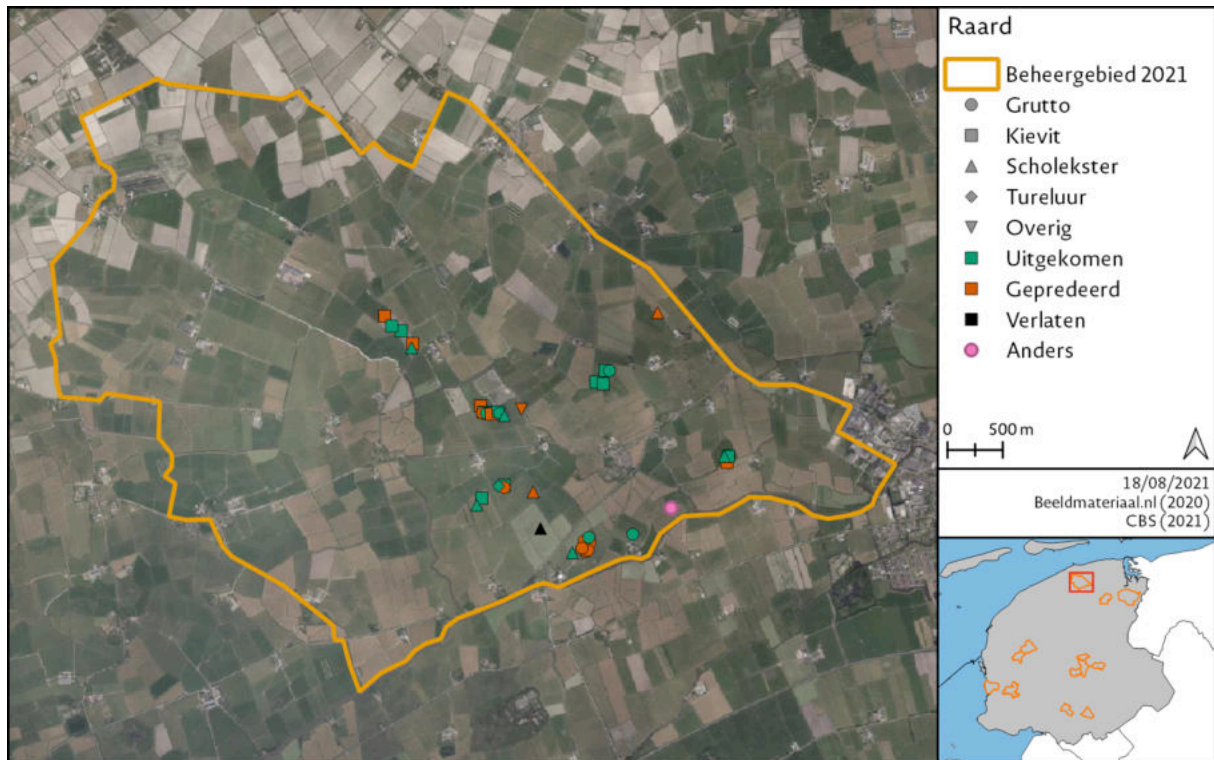 Raard
Beheergebied 2021
Grutto
Kievit
Scholekster
Tureluur
Overig
Uitgekomen
Gepredeerd
Verlaten
Anders
0 500 m
18/08/2021
Beeldmateriaal.nl (2020)
CBS (2021)